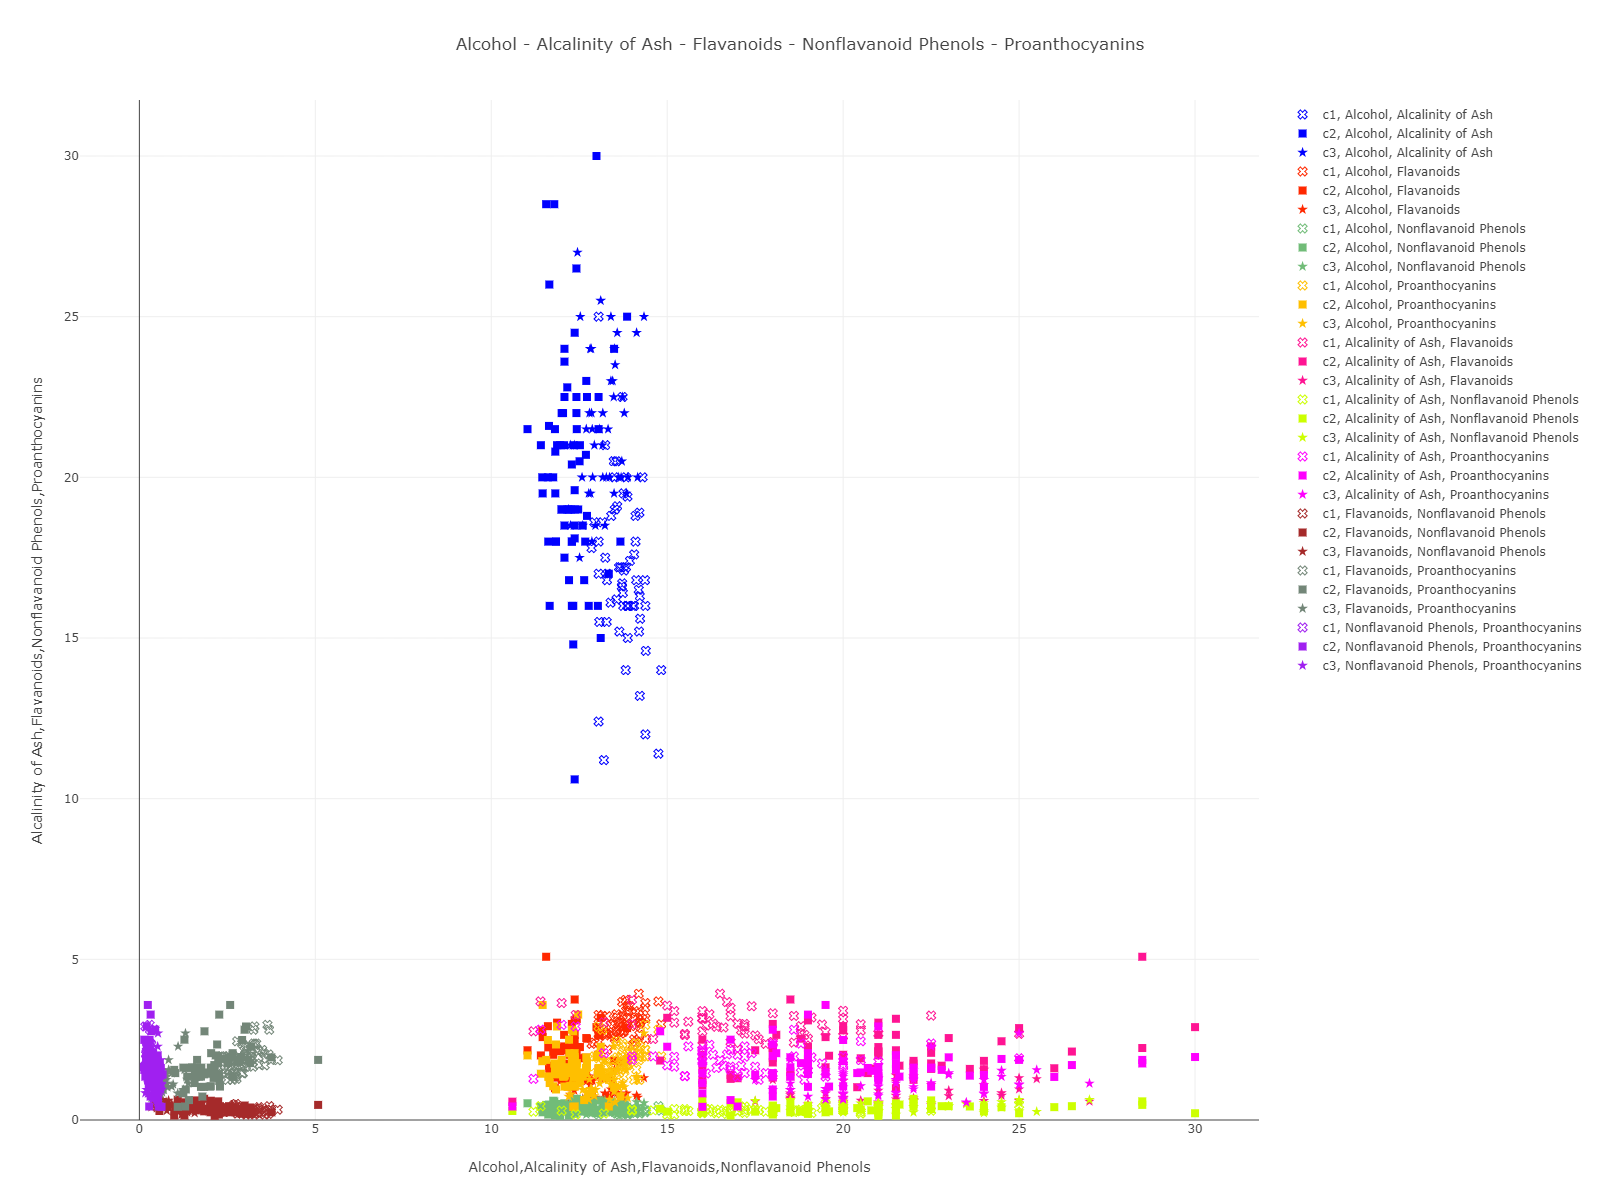 Alcohol - Alcalinity of Ash - Flavanoids - Nonflavanoid Phenols - Proanthocyanins
Alcalinity of Ash,Flavanoids,Nonflavanoid Phenols,Proanthocyanins
30
25
20
15
10
5
0
0
5
10
15
20
25
30
Alcohol,Alcalinity of Ash,Flavanoids,Nonflavanoid Phenols
c1, Alcohol, Alcalinity of Ash
c2, Alcohol, Alcalinity of Ash
c3, Alcohol, Alcalinity of Ash
c1, Alcohol, Flavanoids
c2, Alcohol, Flavanoids
c3, Alcohol, Flavanoids
c1, Alcohol, Nonflavanoid Phenols
c2, Alcohol, Nonflavanoid Phenols
c3, Alcohol, Nonflavanoid Phenols
c1, Alcohol, Proanthocyanins
c2, Alcohol, Proanthocyanins
c3, Alcohol, Proanthocyanins
c1, Alcalinity of Ash, Flavanoids
c2, Alcalinity of Ash, Flavanoids
c3, Alcalinity of Ash, Flavanoids
c1, Alcalinity of Ash, Nonflavanoid Phenols
c2, Alcalinity of Ash, Nonflavanoid Phenols
c3, Alcalinity of Ash, Nonflavanoid Phenols
c1, Alcalinity of Ash, Proanthocyanins
c2, Alcalinity of Ash, Proanthocyanins
c3, Alcalinity of Ash, Proanthocyanins
c1, Flavanoids, Nonflavanoid Phenols
c2, Flavanoids, Nonflavanoid Phenols
c3, Flavanoids, Nonflavanoid Phenols
c1, Flavanoids, Proanthocyanins
c2, Flavanoids, Proanthocyanins
c3, Flavanoids, Proanthocyanins
c1, Nonflavanoid Phenols, Proanthocyanins
c2, Nonflavanoid Phenols, Proanthocyanins
c3, Nonflavanoid Phenols, Proanthocyanins